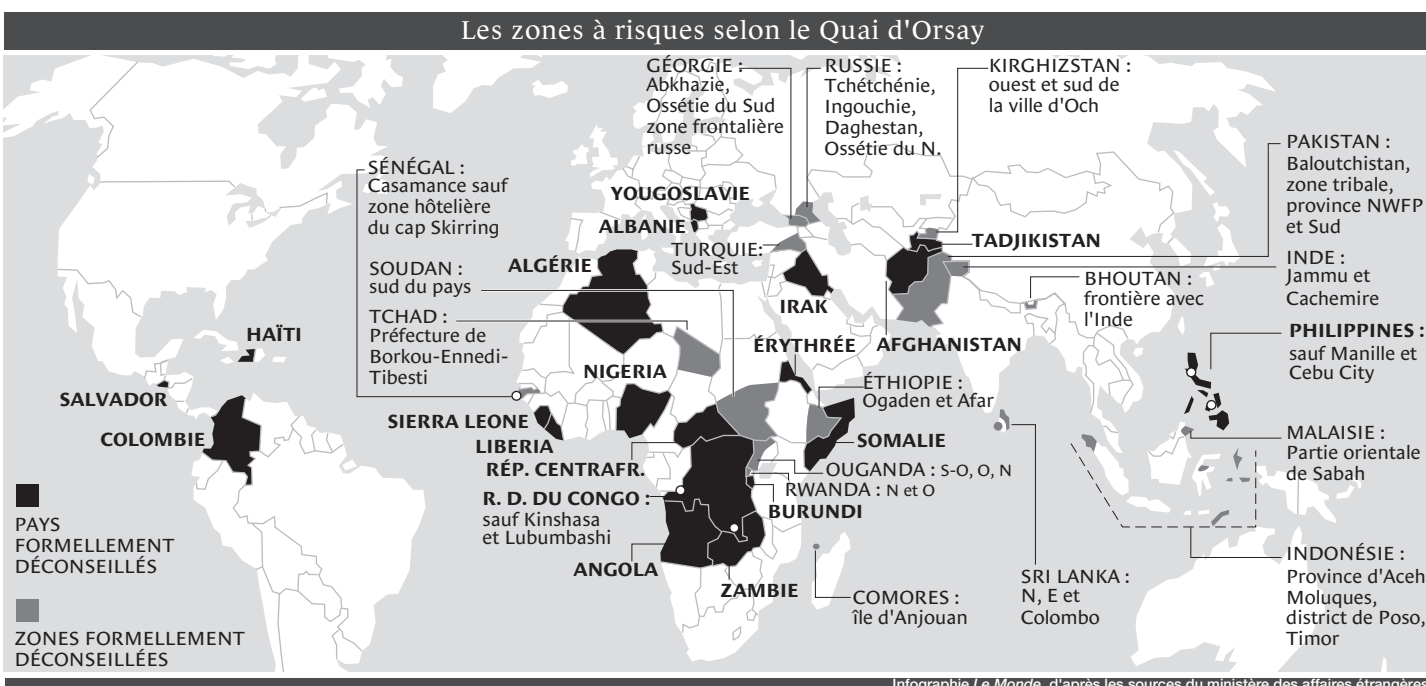 Les zones à risques selon le Quai d'Orsay
GÉORGIE :
Abkhazie,
Ossétie du Sud
zone frontalière
russe
RUSSIE :
Tchétchénie,
Ingouchie,
Daghestan,
Ossétie du N.
KIRGHIZSTAN :
ouest et sud de
la ville d'Och
PAKISTAN :
Baloutchistan,
zone tribale,
province NWFP
et Sud
SÉNÉGAL :
Casamance sauf
zone hôtelière
du cap Skirring
YOUGOSLAVIE
ALBANIE
TURQUIE:
Sud-Est
TADJIKISTAN
INDE :
Jammu et
Cachemire
SOUDAN :
sud du pays
ALGÉRIE
IRAK
BHOUTAN :
frontière avec
l'Inde
TCHAD :
Préfecture de
Borkou-Ennedi-
Tibesti
HAÏTI
NIGERIA
ÉRYTHRÉE
AFGHANISTAN
PHILIPPINES :
sauf Manille et
Cebu City
SALVADOR
COLOMBIE
SIERRA LEONE
LIBERIA
RÉP. CENTRAFR.
ÉTHIOPIE :
Ogaden et Afar
SOMALIE
OUGANDA : S-O, O, N
RWANDA : N et O
BURUNDI
MALAISIE :
Partie orientale
de Sabah
R. D. DU CONGO :
sauf Kinshasa
et Lubumbashi
ANGOLA
ZAMBIE
COMORES :
île d'Anjouan
SRI LANKA :
N, E et
Colombo
INDONÉSIE :
Province d'Aceh
Moluques,
district de Poso,
Timor
PAYS
FORMELLEMENT
DÉCONSEILLÉS
ZONES FORMELLEMENT
DÉCONSEILLÉES
Infographie Le Monde, d'après les sources du ministère des affaires étrangères